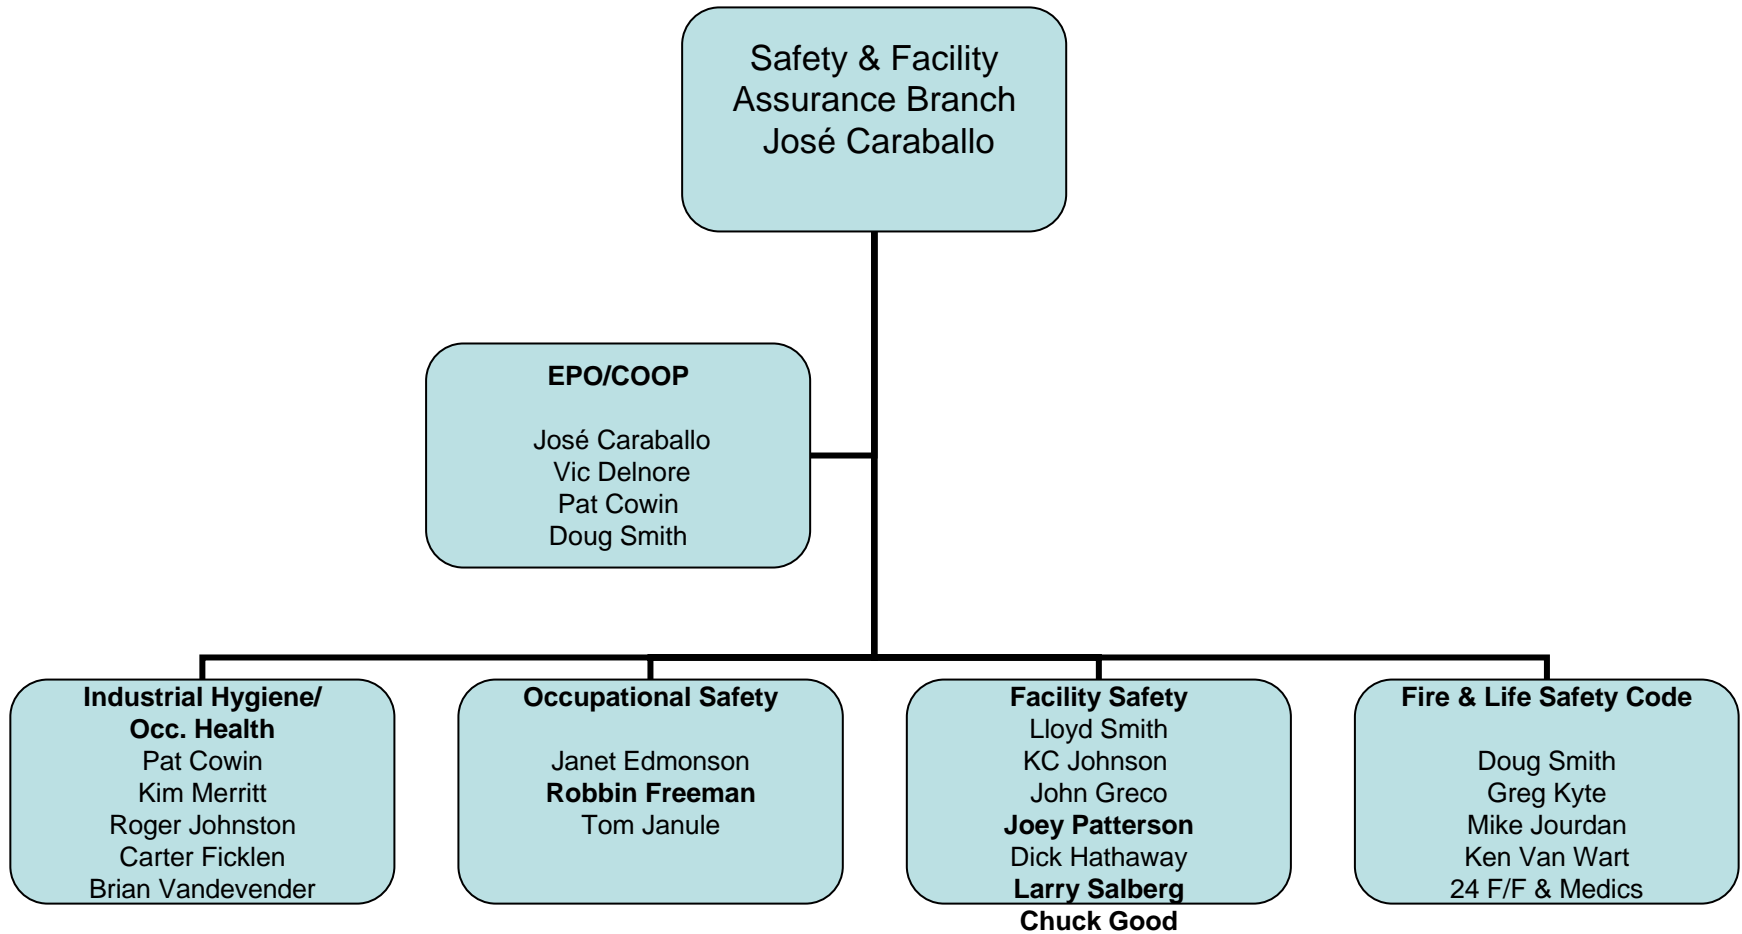 Safety & Facility
Assurance Branch
José Caraballo
EPO/COOP
José Caraballo
Vic Delnore
Pat Cowin
Doug Smith
Industrial Hygiene/
Occ. Health
Pat Cowin
Kim Merritt
Roger Johnston
Carter Ficklen
Brian Vandevender
Occupational Safety
Janet Edmonson
Robbin Freeman
Tom Janule
Facility Safety
Lloyd Smith
KC Johnson
John Greco
Joey Patterson
Dick Hathaway
Larry Salberg
Chuck Good
Fire & Life Safety Code
Doug Smith
Greg Kyte
Mike Jourdan
Ken Van Wart
24 F/F & Medics